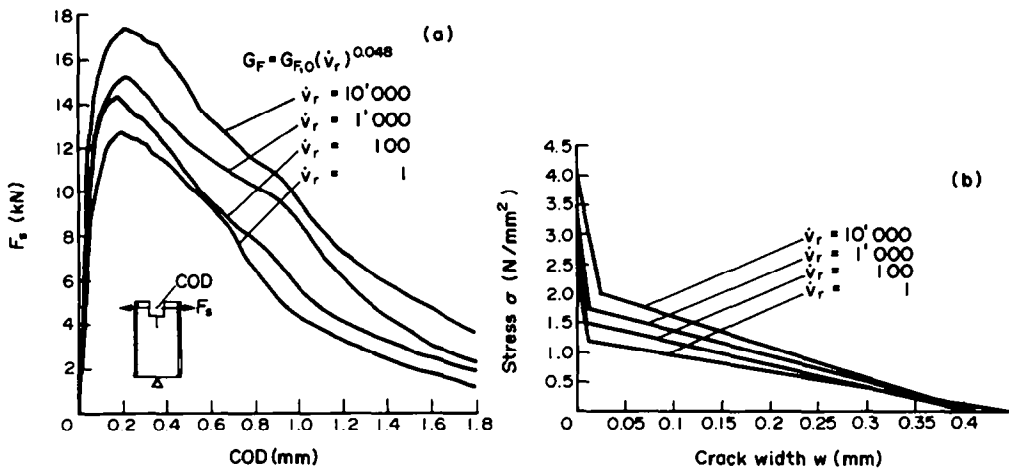 (a)
G_F = G_F,0 (v̇_r)^0.048
v̇_r = 10'000
v̇_r = 1'000
v̇_r = 100
v̇_r = 1
18
16
14
12
10
8
6
4
2
F_s (kN)
COD
F_s
0 0.2 0.4 0.6 0.8 1.0 1.2 1.4 1.6 1.8
COD (mm)
(b)
4.5
4.0
3.5
3.0
2.5
2.0
1.5
1.0
0.5
Stress σ (N/mm²)
v̇_r = 10'000
v̇_r = 1'000
v̇_r = 100
v̇_r = 1
0 0.05 0.1 0.15 0.2 0.25 0.3 0.35 0.4
Crack width w (mm)